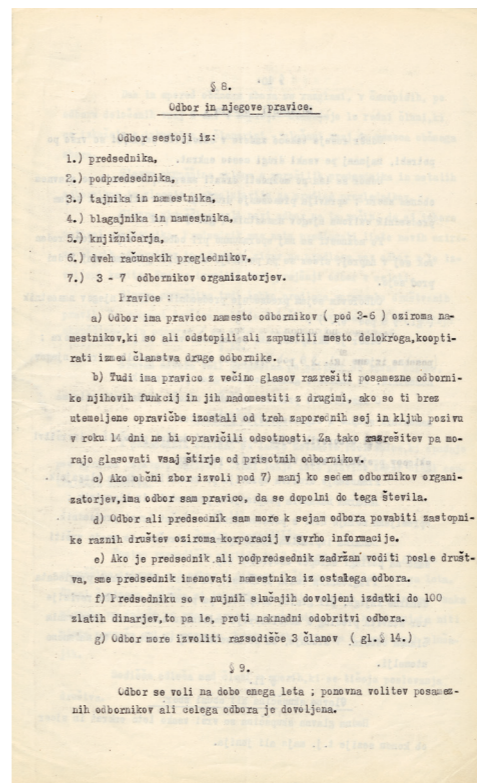 § 8.
Odbor in njegove pravice.
Odbor sestoji iz:
1.) predsednika,
2.) podpredsednika,
3.) tajnika in namestnika,
4.) blagajnika in namestnika,
5.) knjižničarja,
6.) dveh računskih preglednikov,
7.) 3 - 7 odbornikov organizatorjev.
Pravice :
a) Odbor ima pravico namesto odbornikov ( pod 3-6 ) oziroma na-
mestnikov,ki so ali odstopili ali zapustili mesto delokroga,koopti-
rati izmed članstva druge odbornike.
b) Tudi ima pravico z večino glasov razrešiti posamezne odborni-
ke njihovih funkcij in jih nadomestiti z drugimi, ako so ti brez
utemeljene opravičbe izostali od treh zaporednih sej in kljub pozivu
v roku 14 dni ne bi opravičili odsotnosti. Za tako razrešitev pa mo-
rajo glasovati vsaj štirje od prisotnih odbornikov.
c) Ako občni zbor izvoli pod 7) manj ko sedem odbornikov organi-
zatorjev,ima odbor sam pravico, da se dopolni do tega števila.
d) Odbor ali predsednik sam more k sejam odbora povabiti zastopni-
ke raznih društev oziroma korporacij v svrho informacije.
e) Ako je predsednik ali podpredsednik zadržan voditi posle društ-
va, sme predsednik imenovati namestnika iz ostalega odbora.
f) Predsedniku so v nujnih slučajih dovoljeni izdatki do 100
zlatih dinarjev,to pa le, proti naknadni odobritvi odbora.
g) Odbor more izvoliti razsodišče 3 članov ( gl.§ 14.)
§ 9.
Odbor se voli na dobo enega leta ; ponovna volitev posamez-
nih odbornikov ali celega odbora je dovoljena.